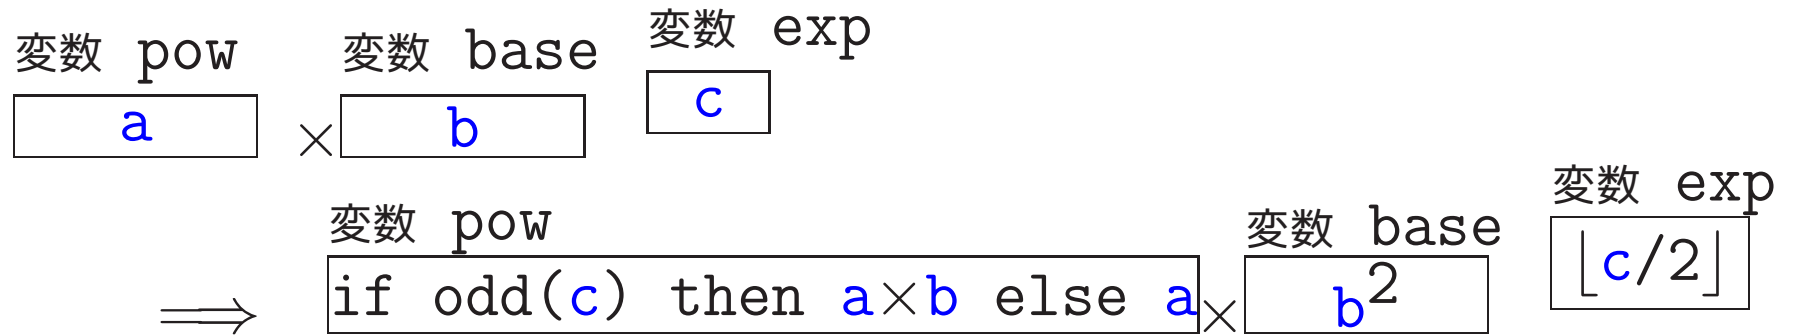 変数 pow 変数 base 変数 exp
a × b c
変数 pow 変数 base 変数 exp
⟹ if odd(c) then a×b else a × b² ⌊c/2⌋